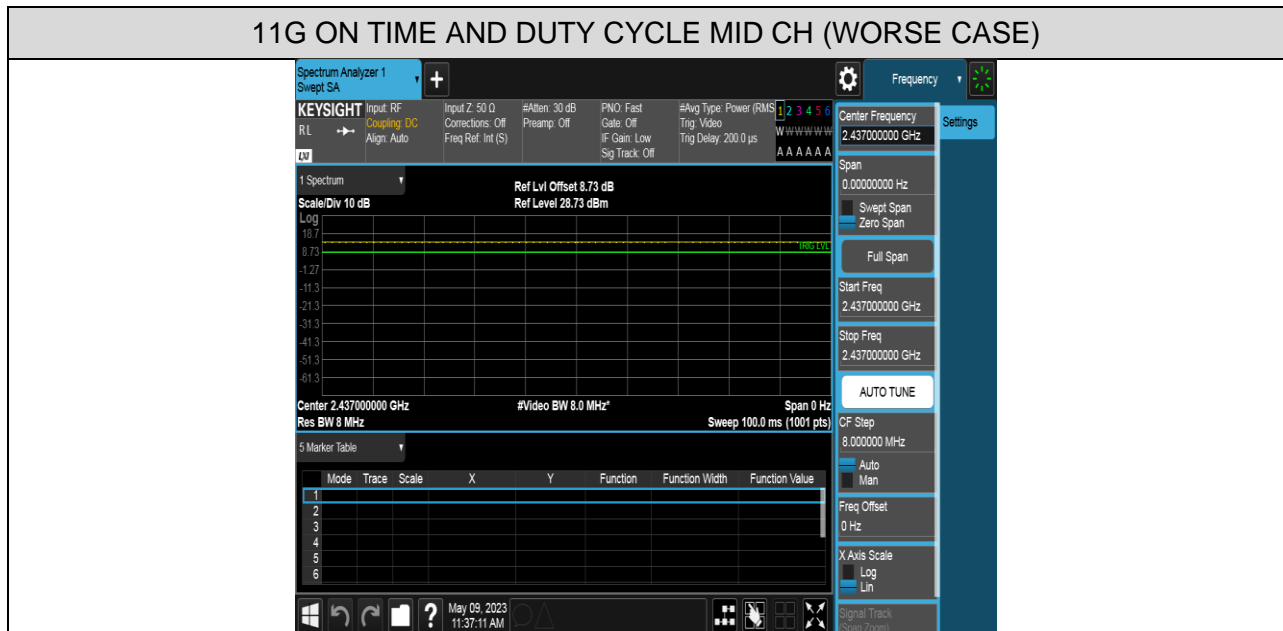 11G ON TIME AND DUTY CYCLE MID CH (WORSE CASE)
Spectrum Analyzer 1
Swept SA
Frequency
KEYSIGHT
RL
LXI
Input: RF
Coupling: DC
Align: Auto
Input Z: 50 Ω
Corrections: Off
Freq Ref: Int (S)
#Atten: 30 dB
Preamp: Off
PNO: Fast
Gate: Off
IF Gain: Low
Sig Track: Off
#Avg Type: Power (RMS
Trig: Video
Trig Delay: 200.0 µs
1 2 3 4 5 6
W W W W W W
A A A A A A
Center Frequency
2.437000000 GHz
Settings
Span
0.00000000 Hz
Swept Span
Zero Span
Full Span
Start Freq
2.437000000 GHz
Stop Freq
2.437000000 GHz
AUTO TUNE
CF Step
8.000000 MHz
Auto
Man
Freq Offset
0 Hz
X Axis Scale
Log
Lin
Signal Track
(Span Zoom)
1 Spectrum
Scale/Div 10 dB
Ref Lvl Offset 8.73 dB
Ref Level 28.73 dBm
Log
18.7
8.73
-1.27
-11.3
-21.3
-31.3
-41.3
-51.3
-61.3
TRIG LVL
Center 2.437000000 GHz
#Video BW 8.0 MHz*
Span 0 Hz
Res BW 8 MHz
Sweep 100.0 ms (1001 pts)
5 Marker Table
Mode Trace Scale X Y Function Function Width Function Value
1
2
3
4
5
6
?
May 09, 2023
11:37:11 AM